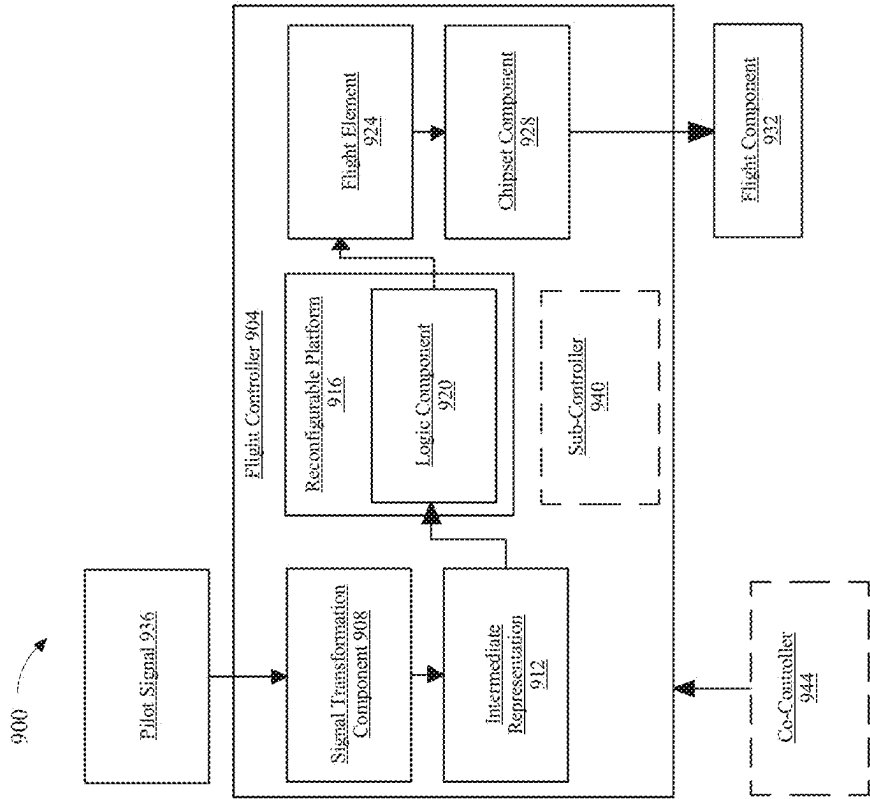 900
Pilot Signal 936
Flight Controller 904
Signal Transformation
Component 908
Intermediate
Representation
912
Reconfigurable Platform
916
Logic Component
920
Flight Element
924
Chipset Component
928
Sub-Controller
940
Co-Controller
944
Flight Component
932